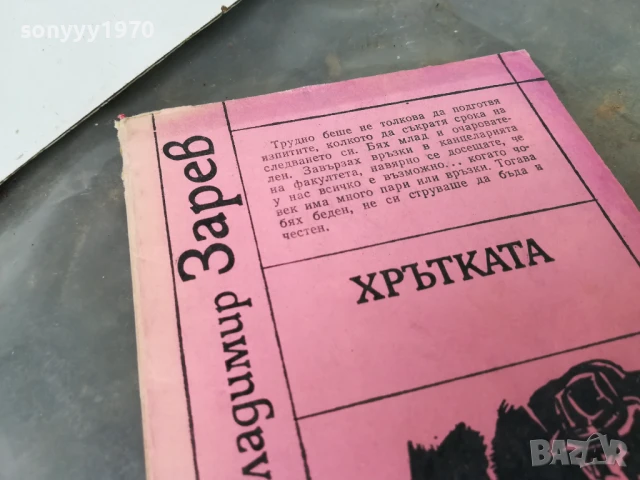 sonyyy1970
Трудно беше не толкова да подготвя
изпитите, колкото да съкратя срока на
следването си. Бях млад и очарователен. Завързах връзки в канцеларията
на факултета, навярно се досещате, че
у нас всичко е възможно... когато човек има много пари или връзки. Тогава
бях беден, не си струваше да бъда и
честен.
ладимир Зарев
ХРЪТКАТА
BAZAR